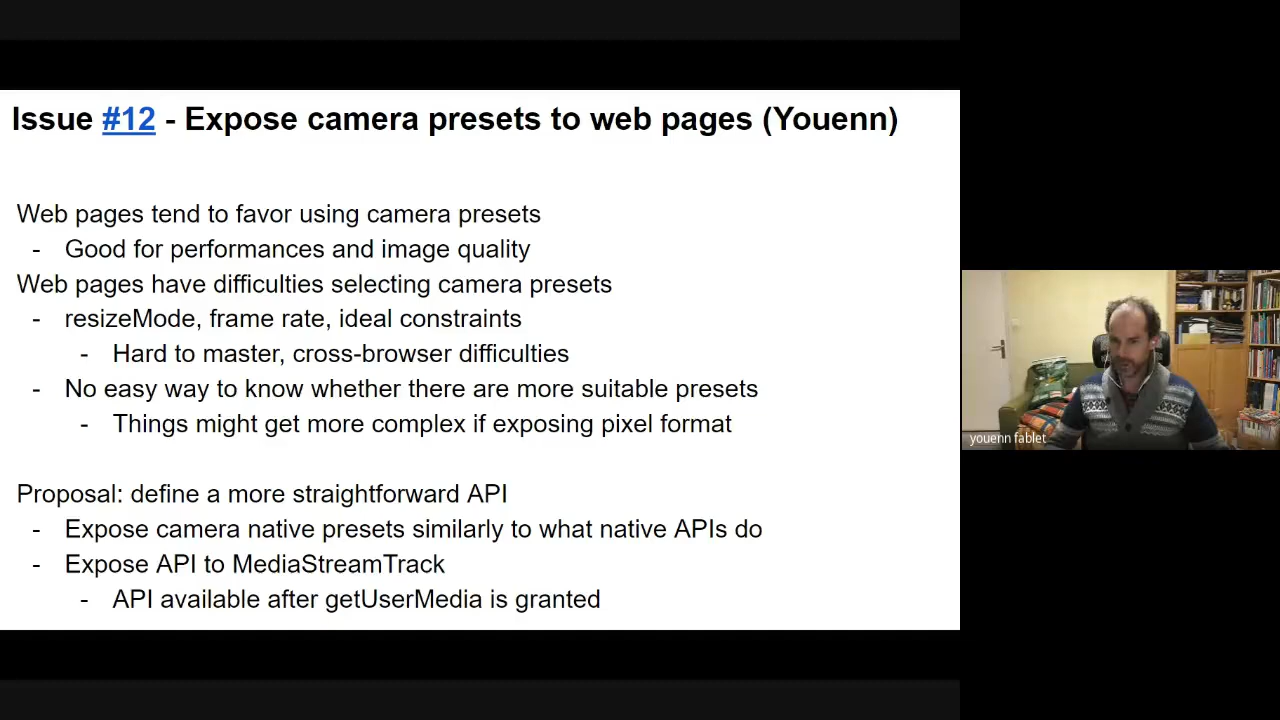 Issue #12 - Expose camera presets to web pages (Youenn)
Web pages tend to favor using camera presets
- Good for performances and image quality
Web pages have difficulties selecting camera presets
- resizeMode, frame rate, ideal constraints
- Hard to master, cross-browser difficulties
- No easy way to know whether there are more suitable presets
- Things might get more complex if exposing pixel format
Proposal: define a more straightforward API
- Expose camera native presets similarly to what native APIs do
- Expose API to MediaStreamTrack
- API available after getUserMedia is granted
youenn fablet